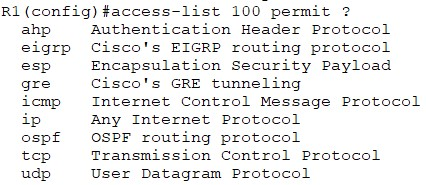 R1(config)#access-list 100 permit ?
ahp Authentication Header Protocol
eigrp Cisco's EIGRP routing protocol
esp Encapsulation Security Payload
gre Cisco's GRE tunneling
icmp Internet Control Message Protocol
ip Any Internet Protocol
ospf OSPF routing protocol
tcp Transmission Control Protocol
udp User Datagram Protocol